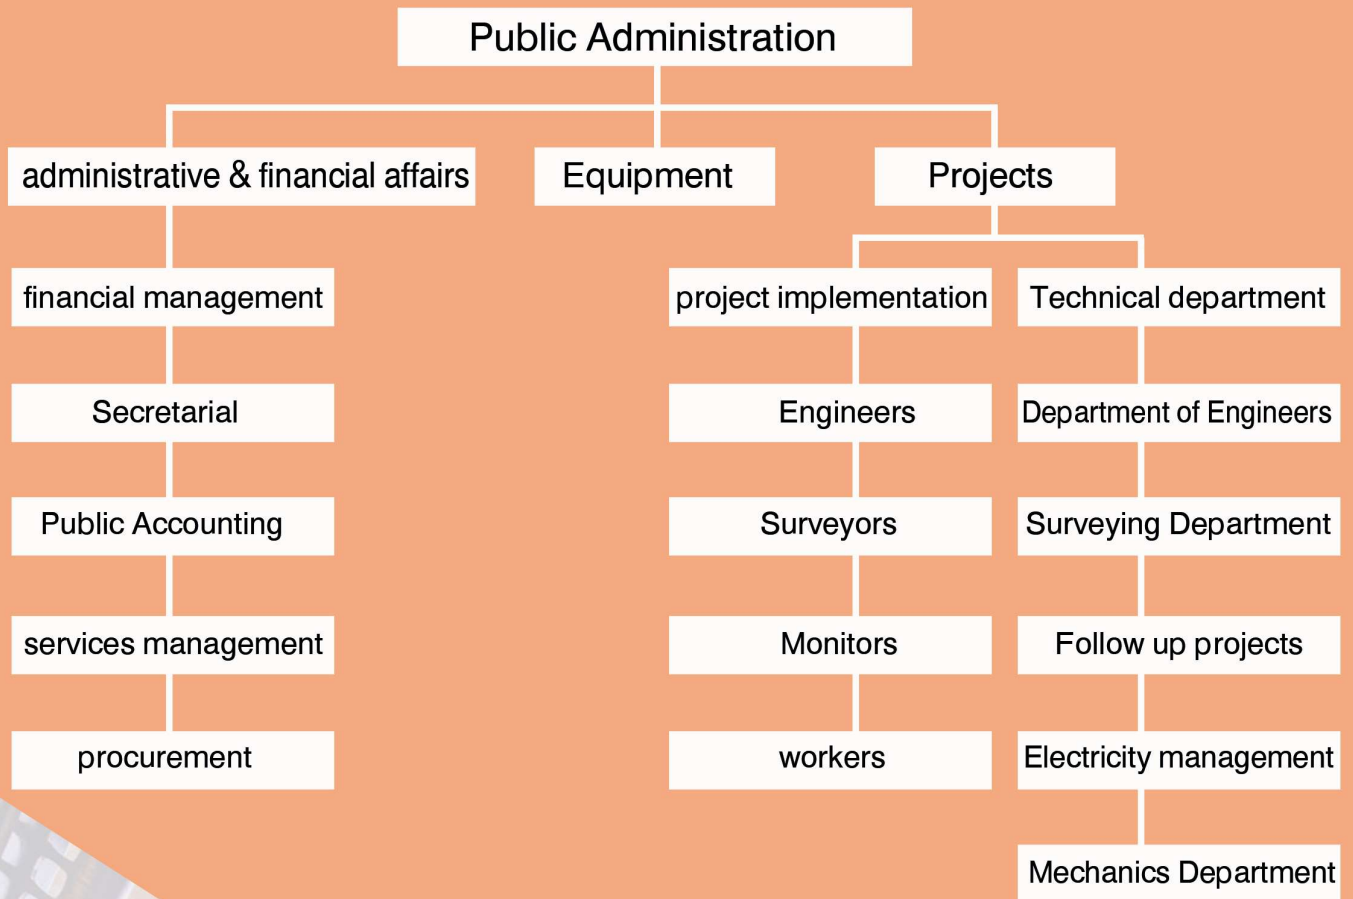 Public Administration
administrative & financial affairs
Equipment
Projects
financial management
project implementation
Technical department
Secretarial
Engineers
Department of Engineers
Public Accounting
Surveyors
Surveying Department
services management
Monitors
Follow up projects
procurement
workers
Electricity management
Mechanics Department